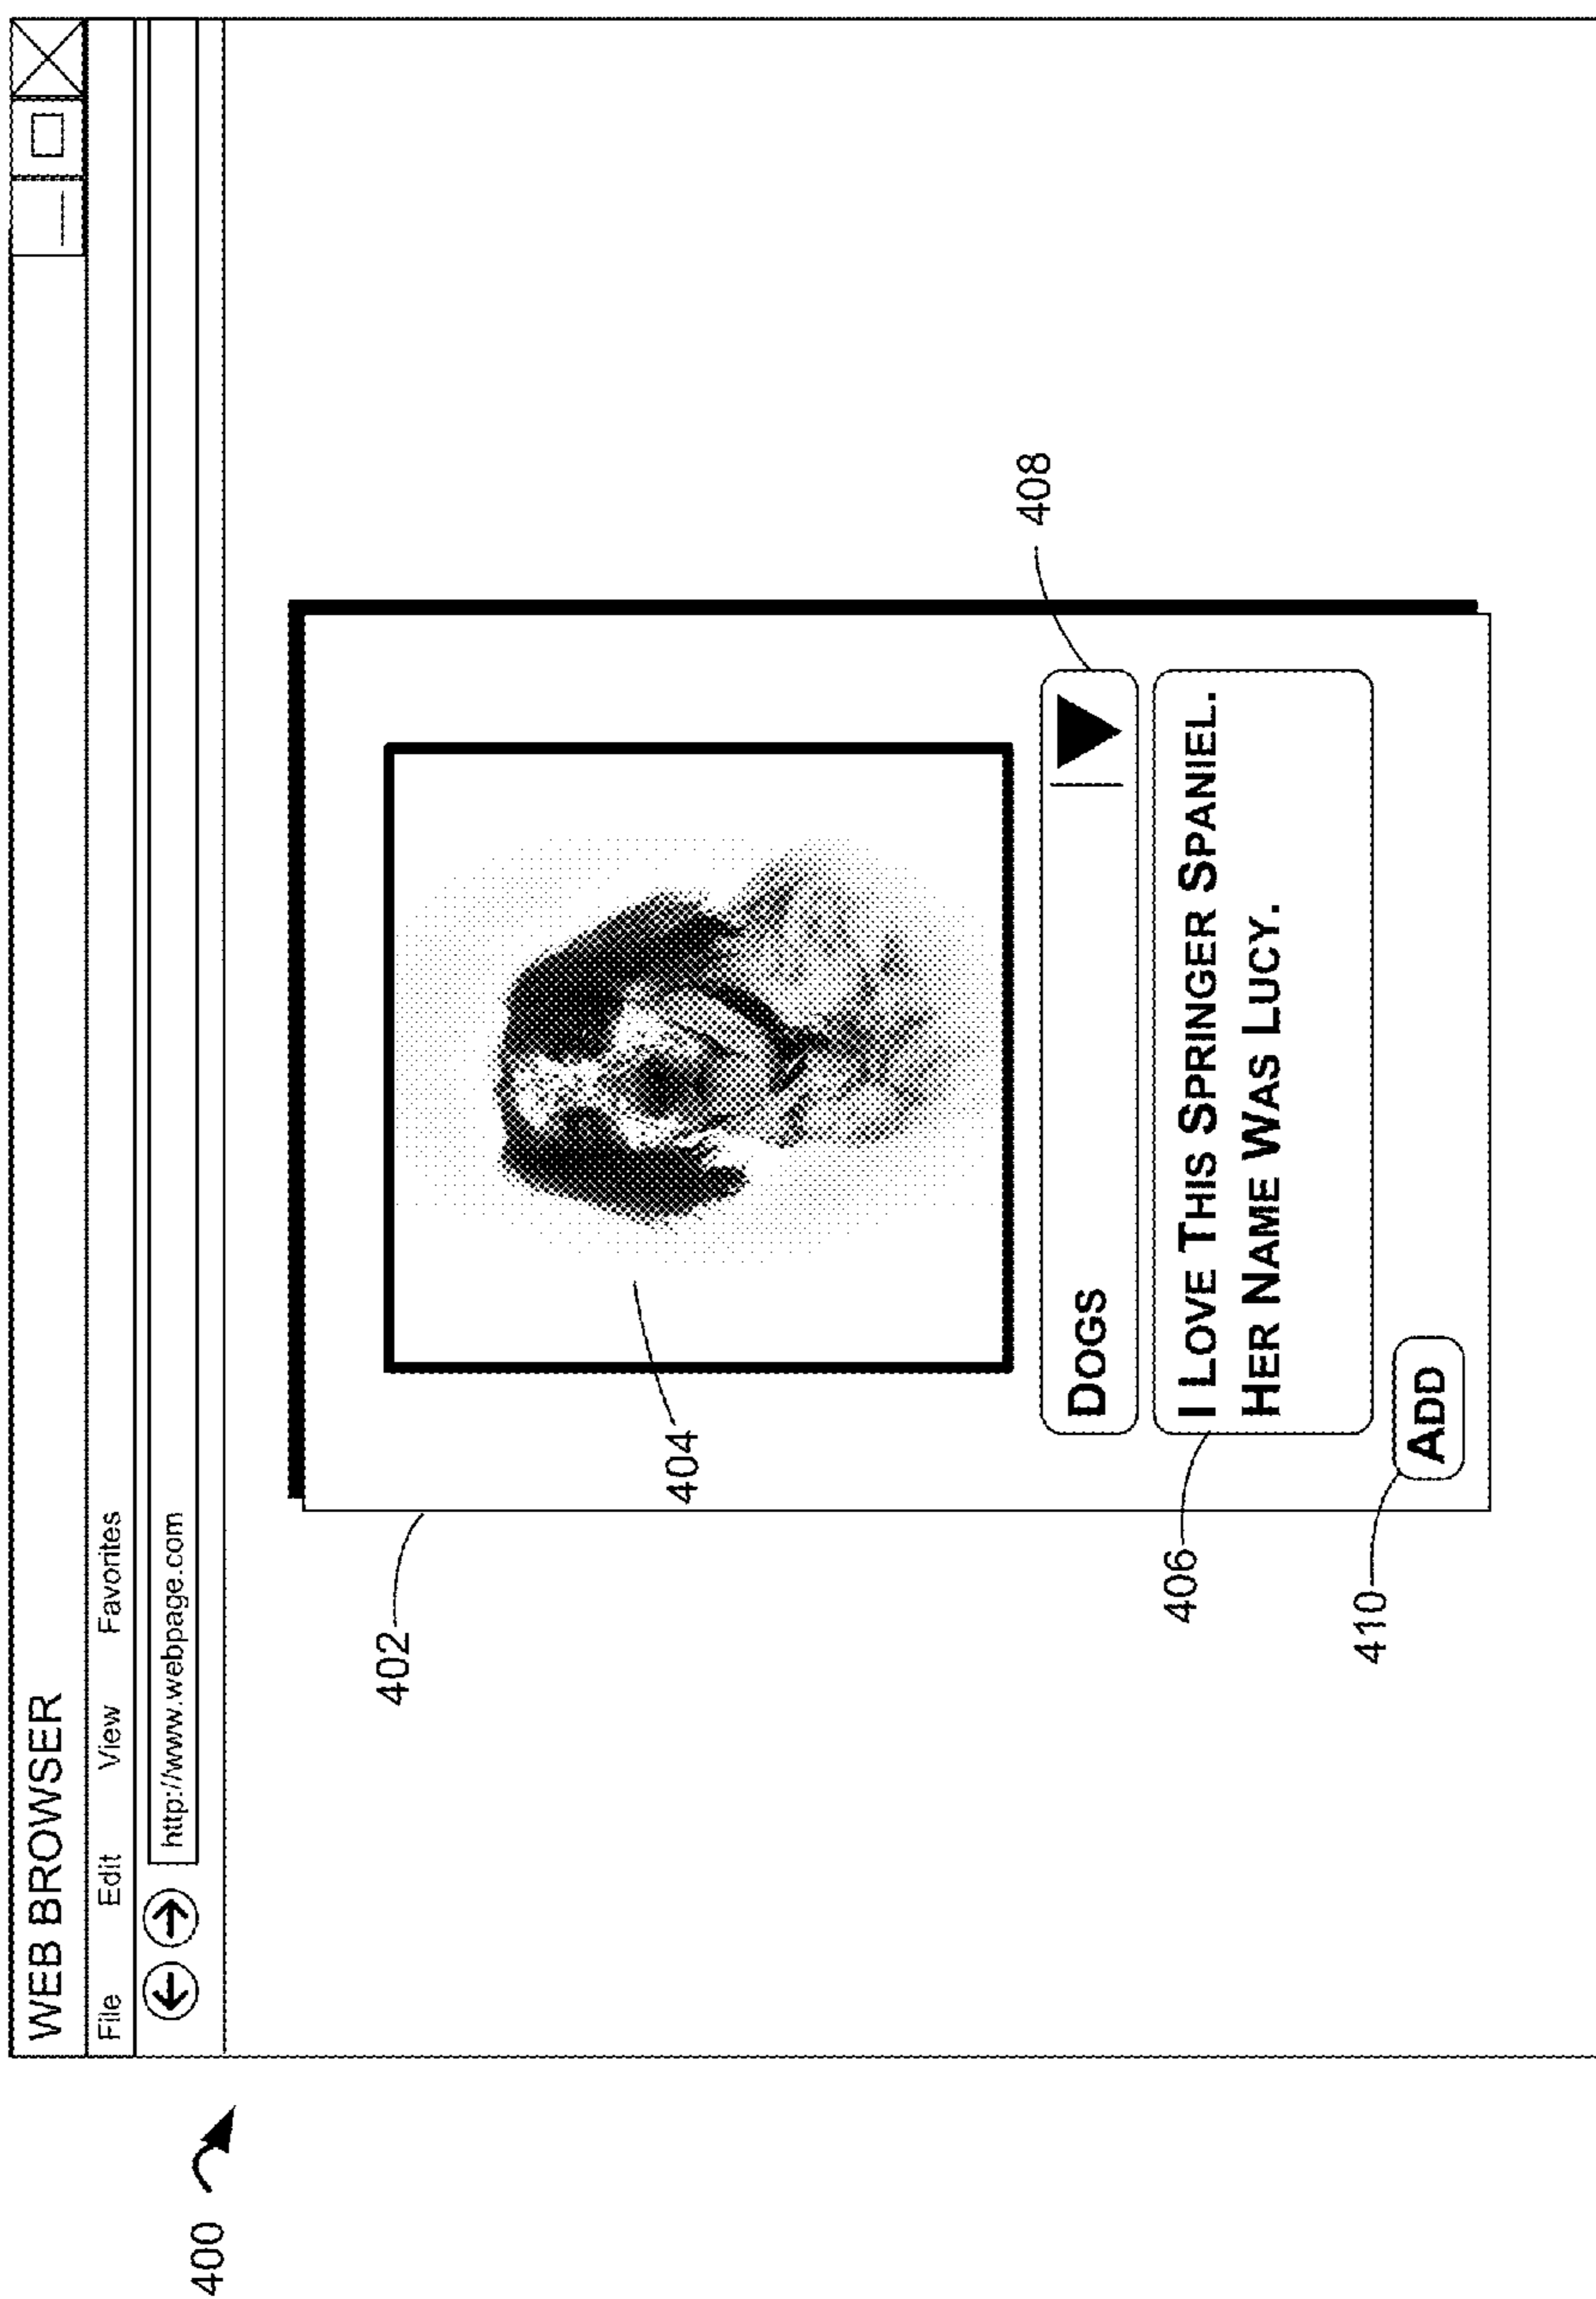 400
WEB BROWSER
File Edit View Favorites
http://www.webpage.com
402
404
DOGS
408
I LOVE THIS SPRINGER SPANIEL.
HER NAME WAS LUCY.
406
ADD
410